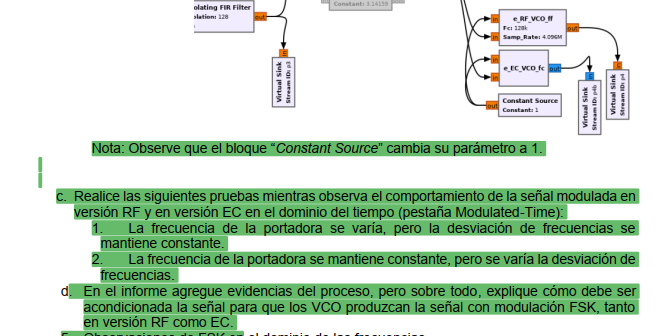 olating FIR Filter
olation: 128
out
Constant: 3.14159
Virtual Sink
Stream ID: p3
in
in
e_RF_VCO_ff
Fc: 128k
Samp_Rate: 4.096M
out
in
in
e_EC_VCO_fc
out
out
Constant Source
Constant: 1
Virtual Sink
Stream ID: p4b
Virtual Sink
Stream ID: p4
Nota: Observe que el bloque “Constant Source” cambia su parámetro a 1.
c. Realice las siguientes pruebas mientras observa el comportamiento de la señal modulada en
versión RF y en versión EC en el dominio del tiempo (pestaña Modulated-Time):
1. La frecuencia de la portadora se varía, pero la desviación de frecuencias se
mantiene constante.
2. La frecuencia de la portadora se mantiene constante, pero se varía la desviación de
frecuencias.
d. En el informe agregue evidencias del proceso, pero sobre todo, explique cómo debe ser
acondicionada la señal para que los VCO produzcan la señal con modulación FSK, tanto
en versión RF como EC.
Observaciones de FSK en el dominio de las frecuencias